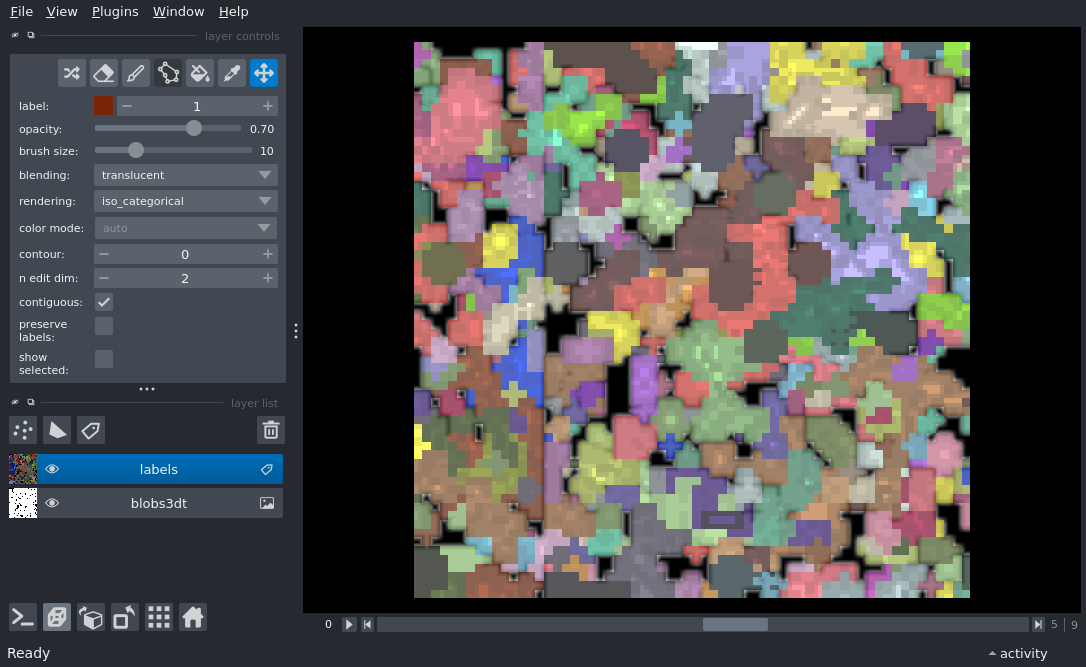 File View Plugins Window Help
layer controls
label: 1
opacity: 0.70
brush size: 10
blending: translucent
rendering: iso_categorical
color mode: auto
contour: 0
n edit dim: 2
contiguous:
preserve
labels:
show
selected:
layer list
labels
blobs3dt
0 5 9
Ready activity